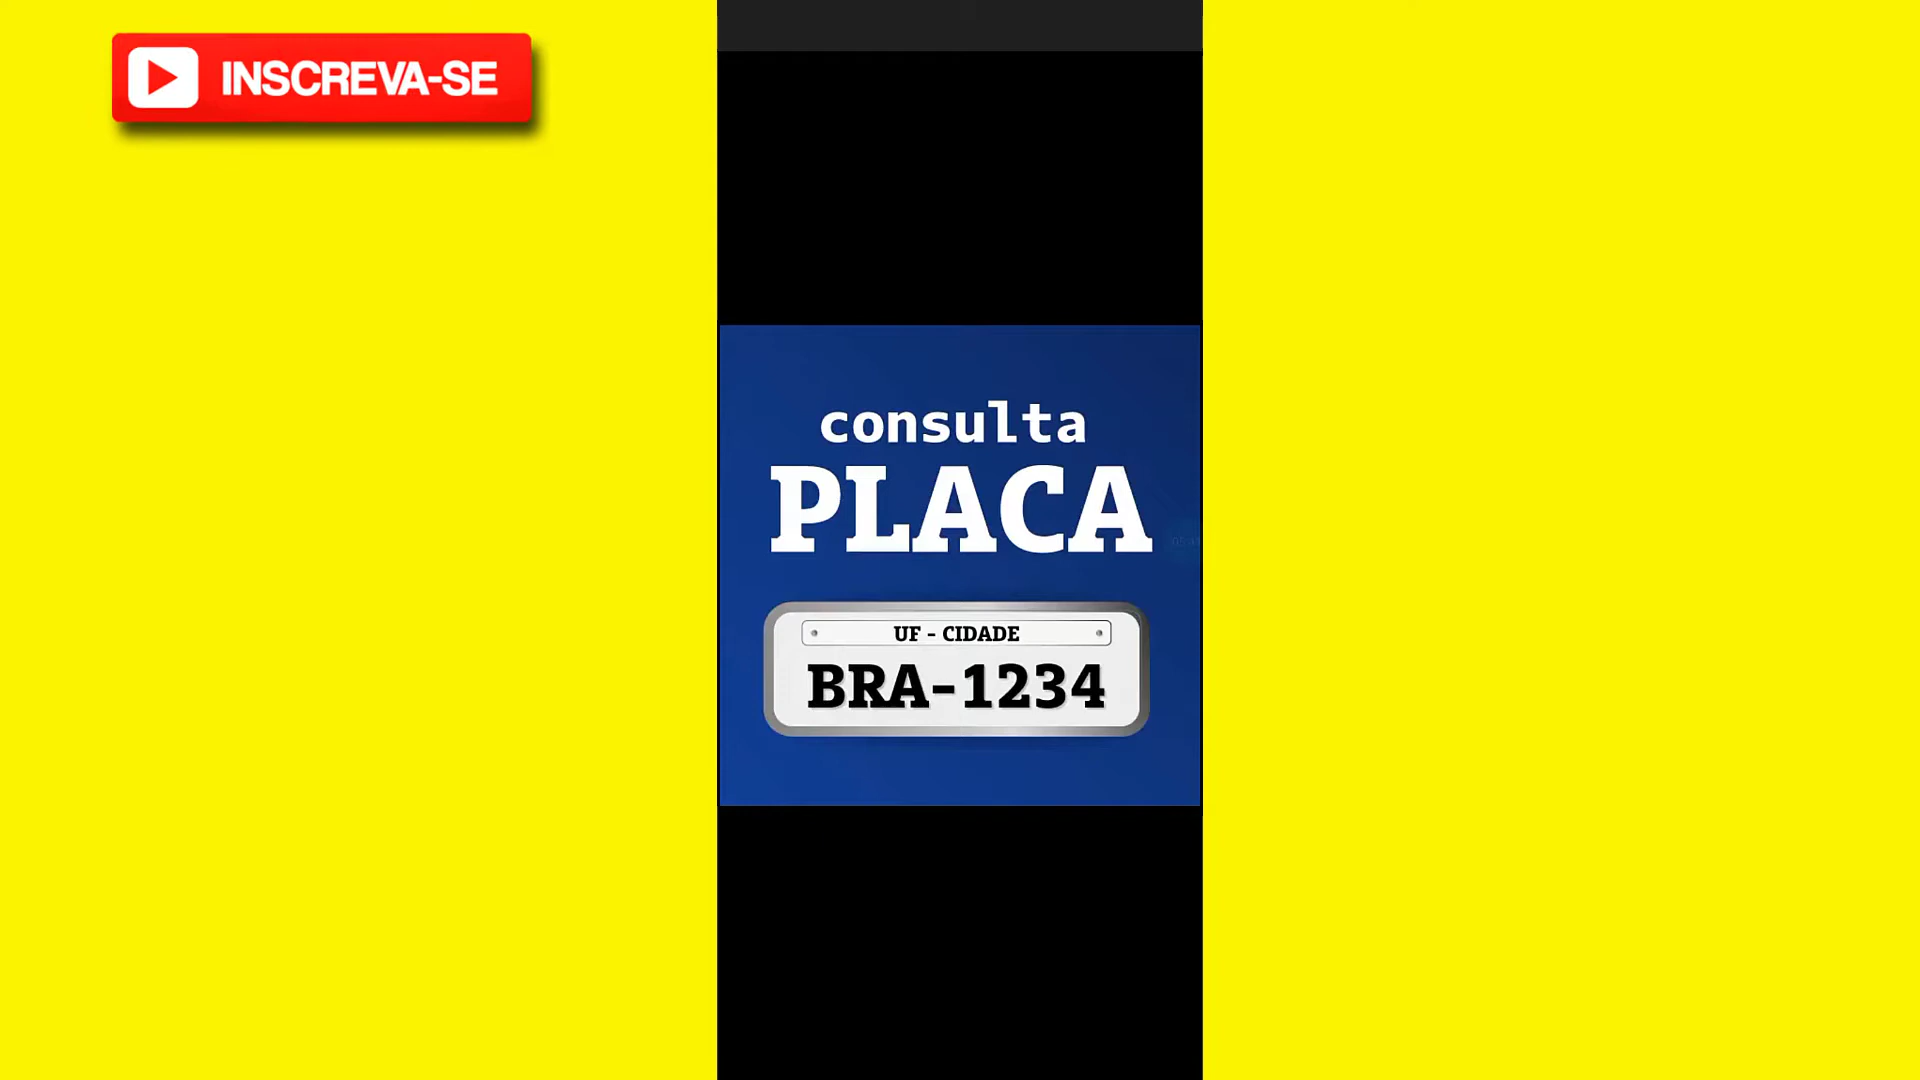 INSCREVA-SE
consulta
PLACA
UF - CIDADE
BRA-1234